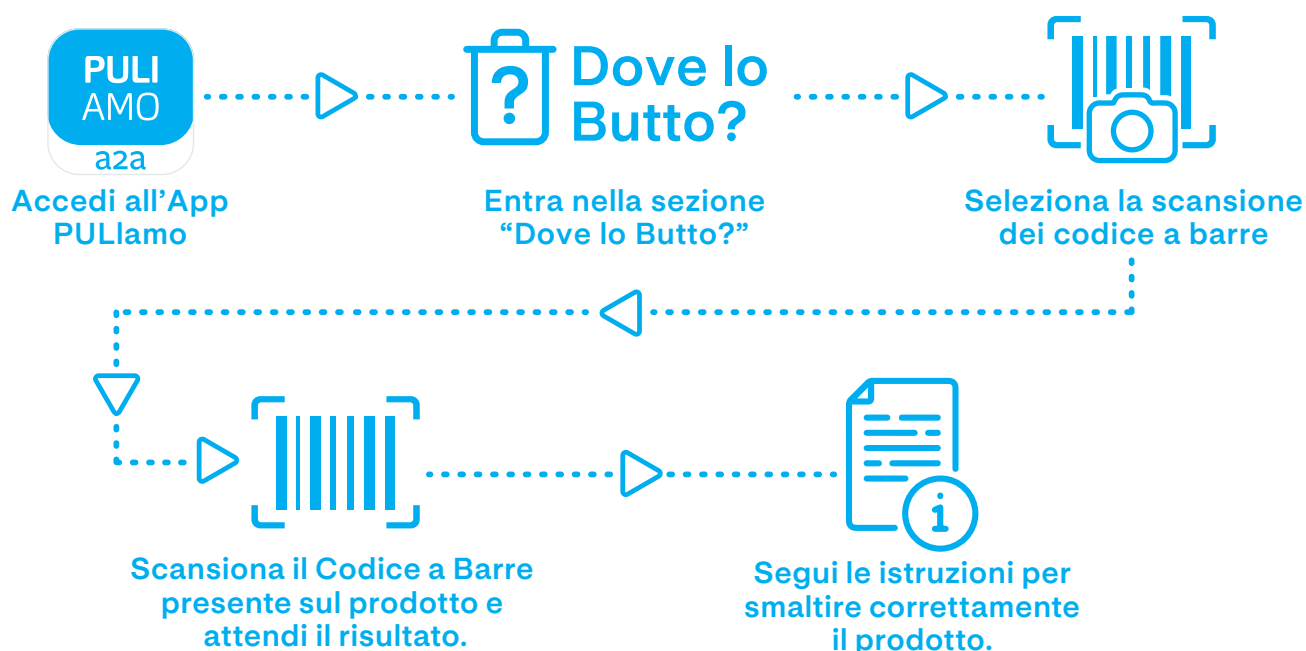 PULI
AMO
a2a
Accedi all’App
PULIamo
?
Dove lo
Butto?
Entra nella sezione
“Dove lo Butto?”
Seleziona la scansione
dei codice a barre
Scansiona il Codice a Barre
presente sul prodotto e
attendi il risultato.
i
Segui le istruzioni per
smaltire correttamente
il prodotto.